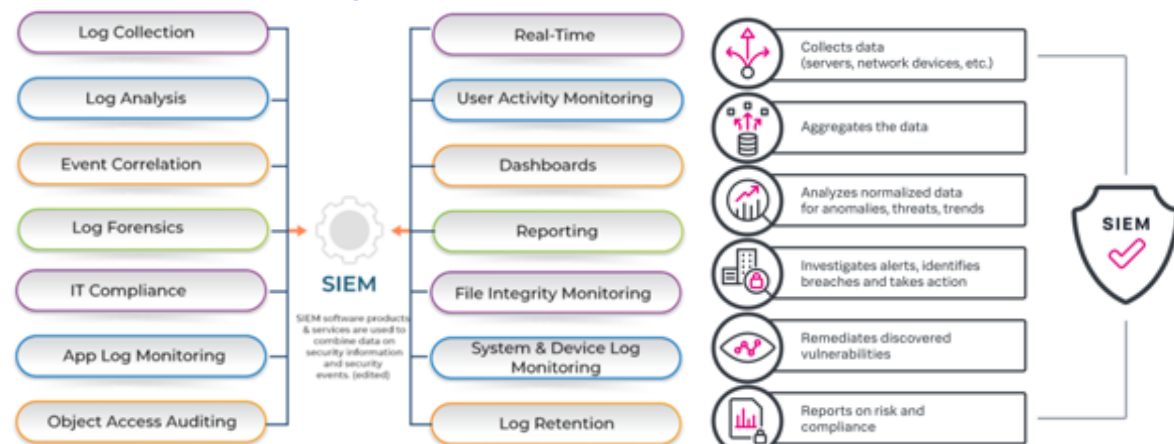 Log Collection
Log Analysis
Event Correlation
Log Forensics
IT Compliance
App Log Monitoring
Object Access Auditing
SIEM
SIEM software products
& services are used to
combine data on
security information
and security
events. (edited)
Real-Time
User Activity Monitoring
Dashboards
Reporting
File Integrity Monitoring
System & Device Log
Monitoring
Log Retention
Collects data
(servers, network devices, etc.)
Aggregates the data
Analyzes normalized data
for anomalies, threats, trends
Investigates alerts, identifies
breaches and takes action
Remediates discovered
vulnerabilities
Reports on risk and
compliance
SIEM